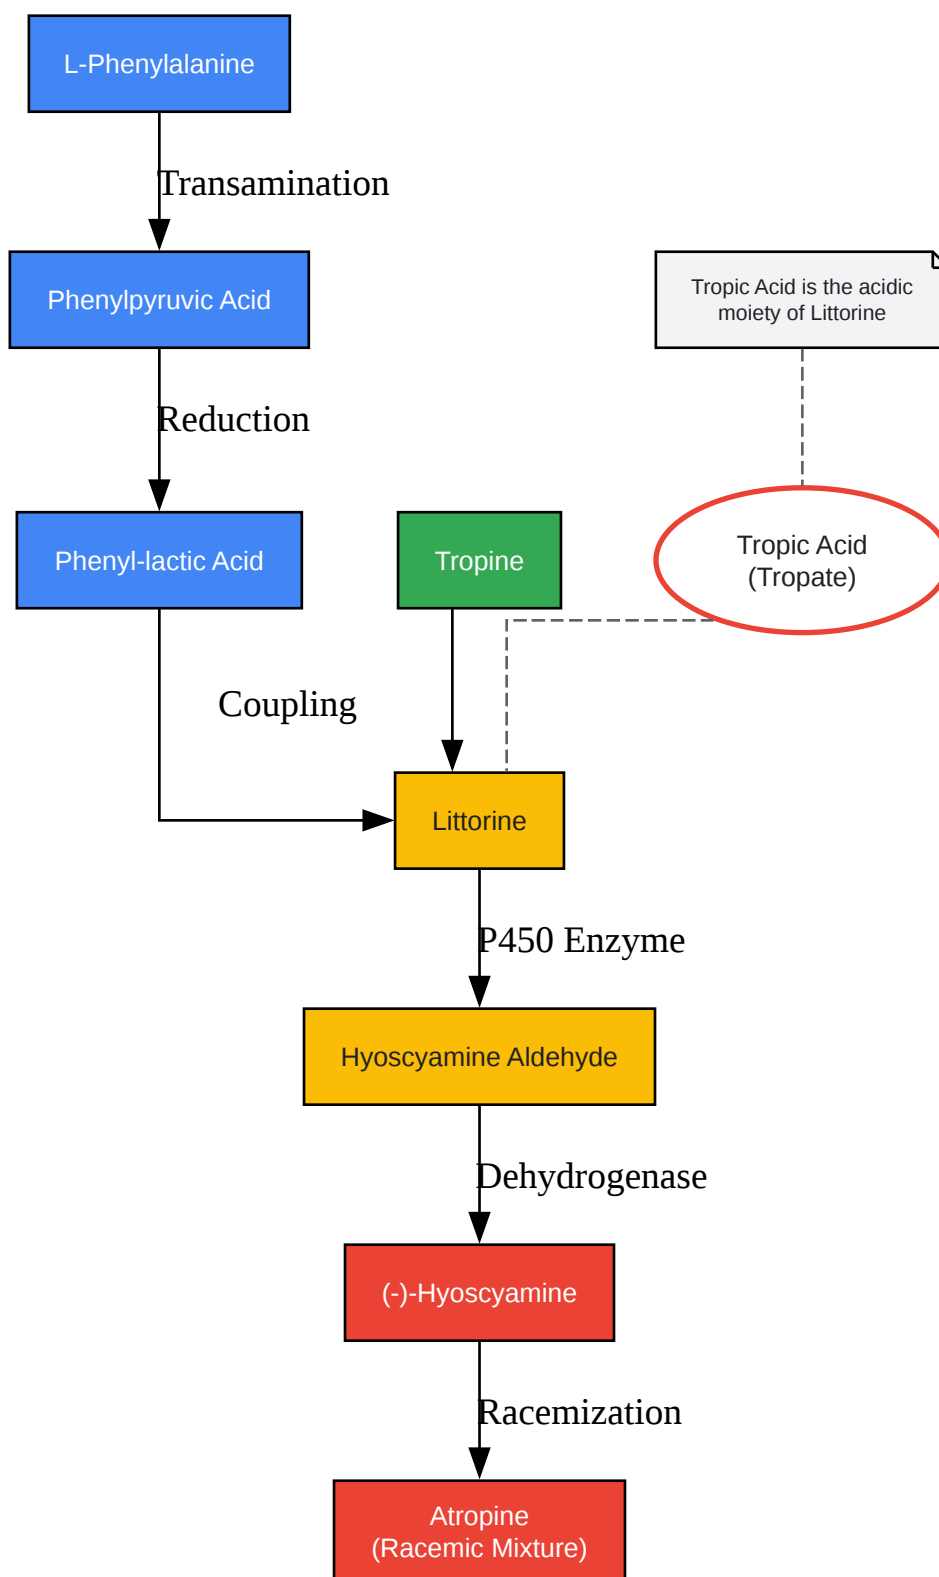 L-Phenylalanine
Transamination
Phenylpyruvic Acid
Tropic Acid is the acidic
moiety of Littorine
Reduction
Phenyl-lactic Acid
Tropine
Tropic Acid
(Tropate)
Coupling
Littorine
P450 Enzyme
Hyoscyamine Aldehyde
Dehydrogenase
(-)-Hyoscyamine
Racemization
Atropine
(Racemic Mixture)